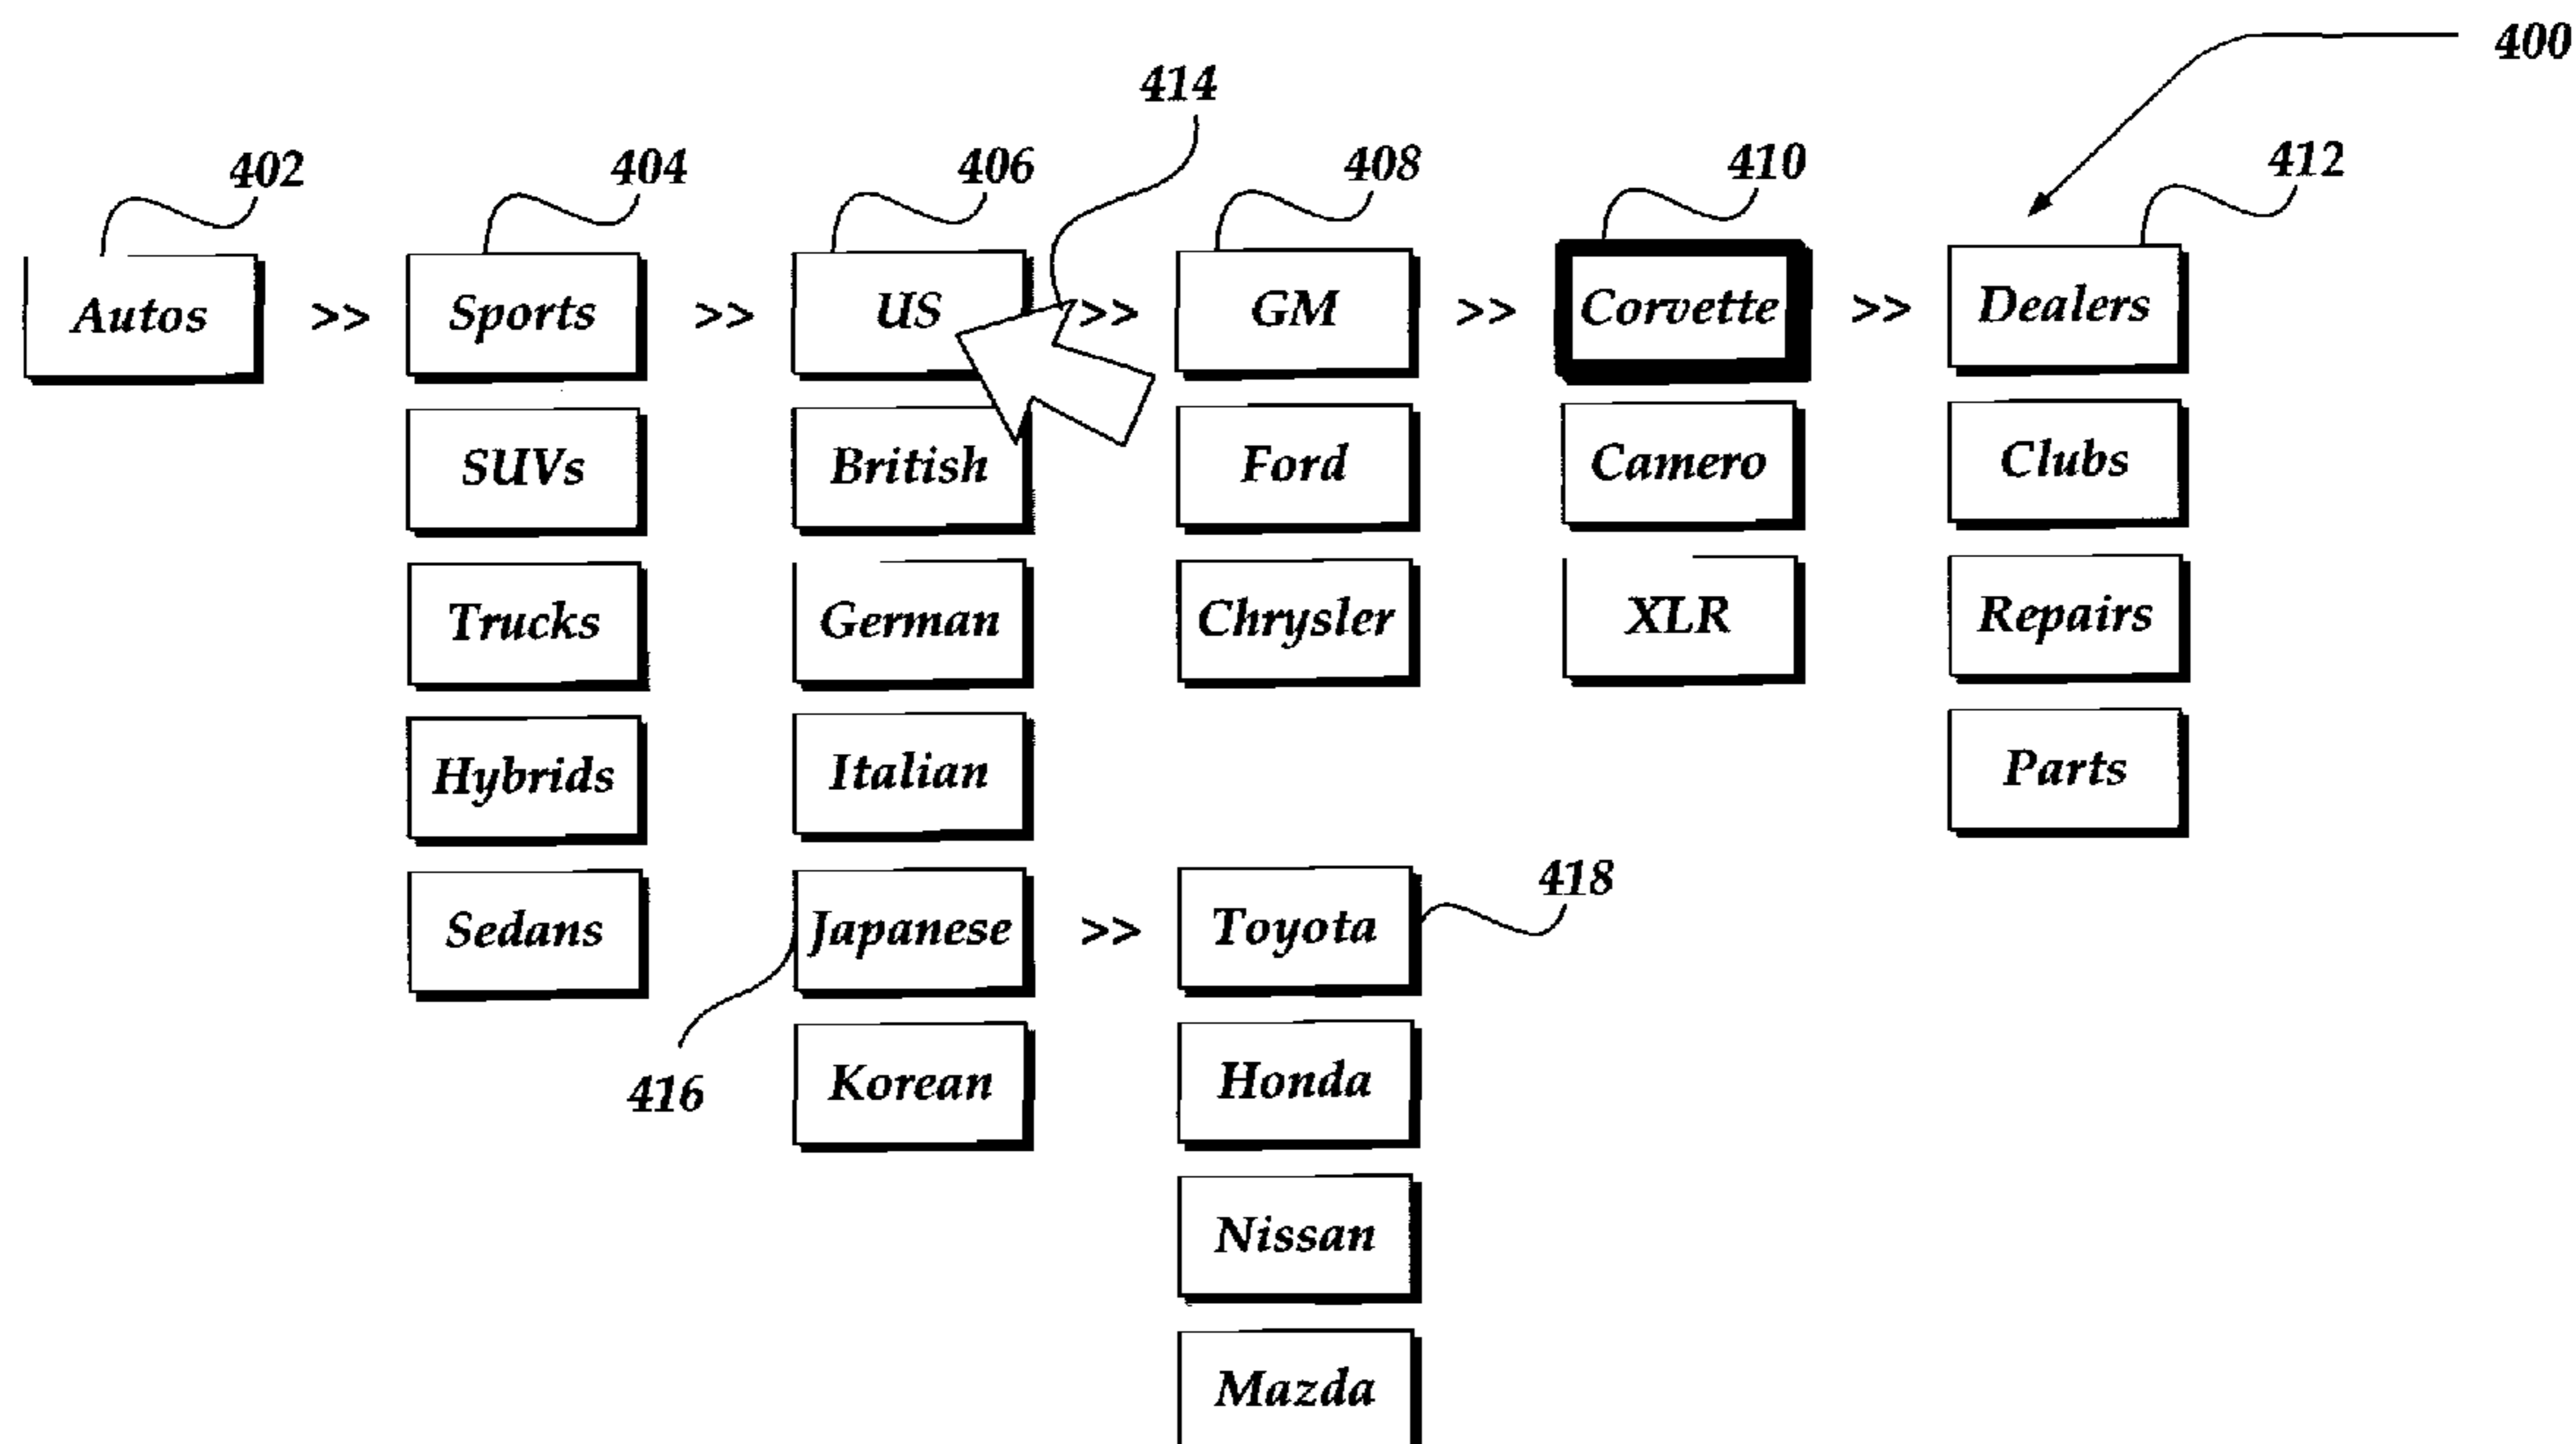 400
414
402 404 406 408 410 412
Autos >> Sports >> US >> GM >> Corvette >> Dealers
SUVs British Ford Camero Clubs
Trucks German Chrysler XLR Repairs
Hybrids Italian Parts
418
Sedans Japanese >> Toyota
416 Korean Honda
Nissan
Mazda